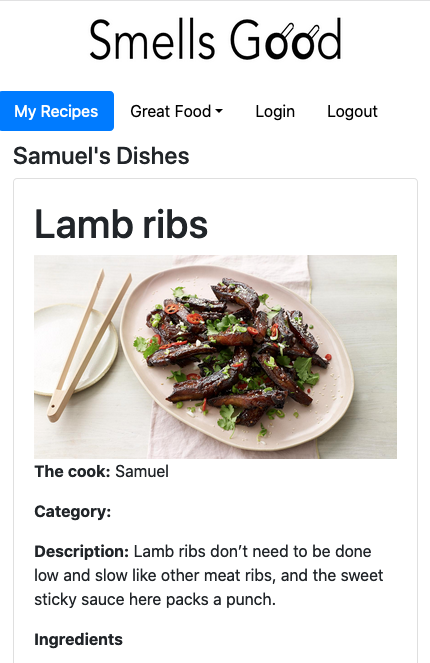 Smells Good
My Recipes Great Food Login Logout
Samuel's Dishes
Lamb ribs
The cook: Samuel
Category:
Description: Lamb ribs don’t need to be done
low and slow like other meat ribs, and the sweet
sticky sauce here packs a punch.
Ingredients